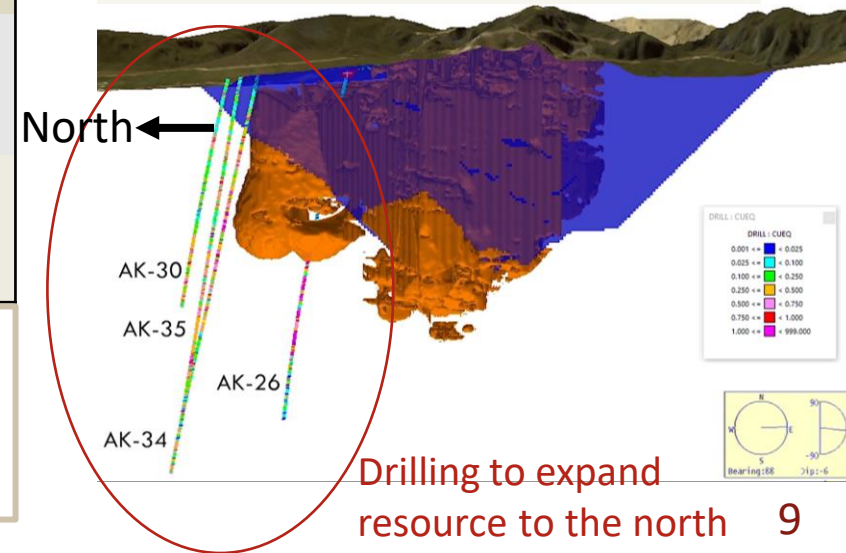 North
AK-30
AK-35
AK-26
AK-34
DRILL : CUEQ
DRILL : CUEQ
0.001 <= < 0.025
0.025 <= < 0.100
0.100 <= < 0.250
0.250 <= < 0.500
0.500 <= < 0.750
0.750 <= < 1.000
1.000 <= < 999.000
N
W
E
S
90
-90
Bearing:88
Dip:-6
Drilling to expand
resource to the north
9